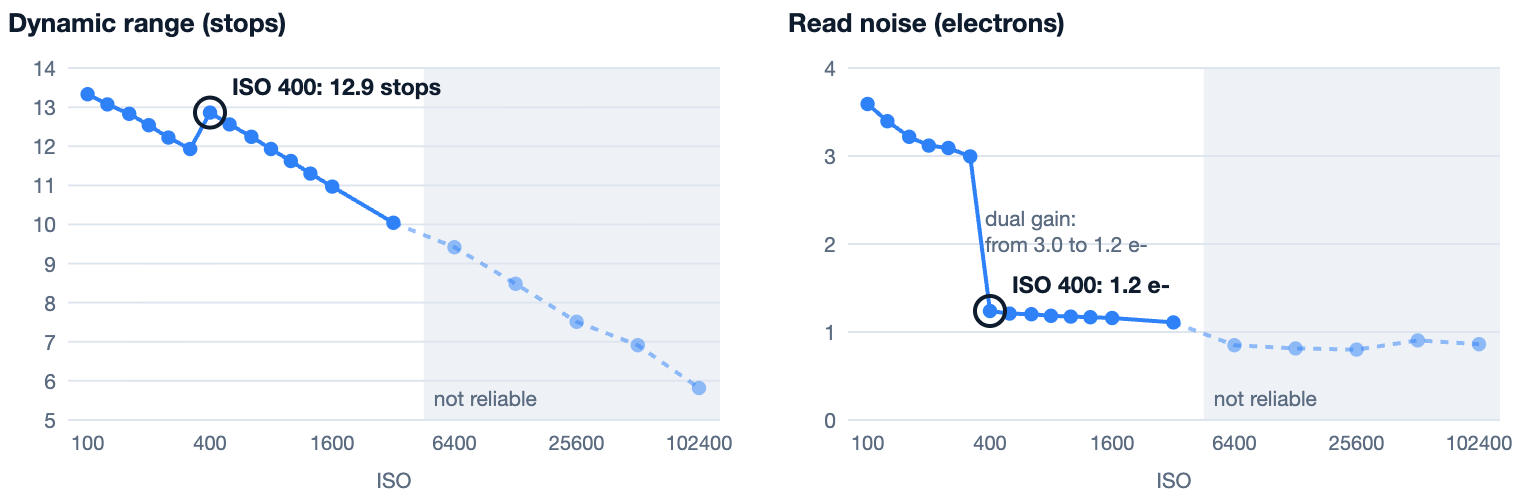 Dynamic range (stops)
14
13
12
11
10
9
8
7
6
5
ISO 400: 12.9 stops
not reliable
100
400
1600
6400
25600
102400
ISO
Read noise (electrons)
4
3
2
1
0
dual gain:
from 3.0 to 1.2 e-
ISO 400: 1.2 e-
not reliable
100
400
1600
6400
25600
102400
ISO